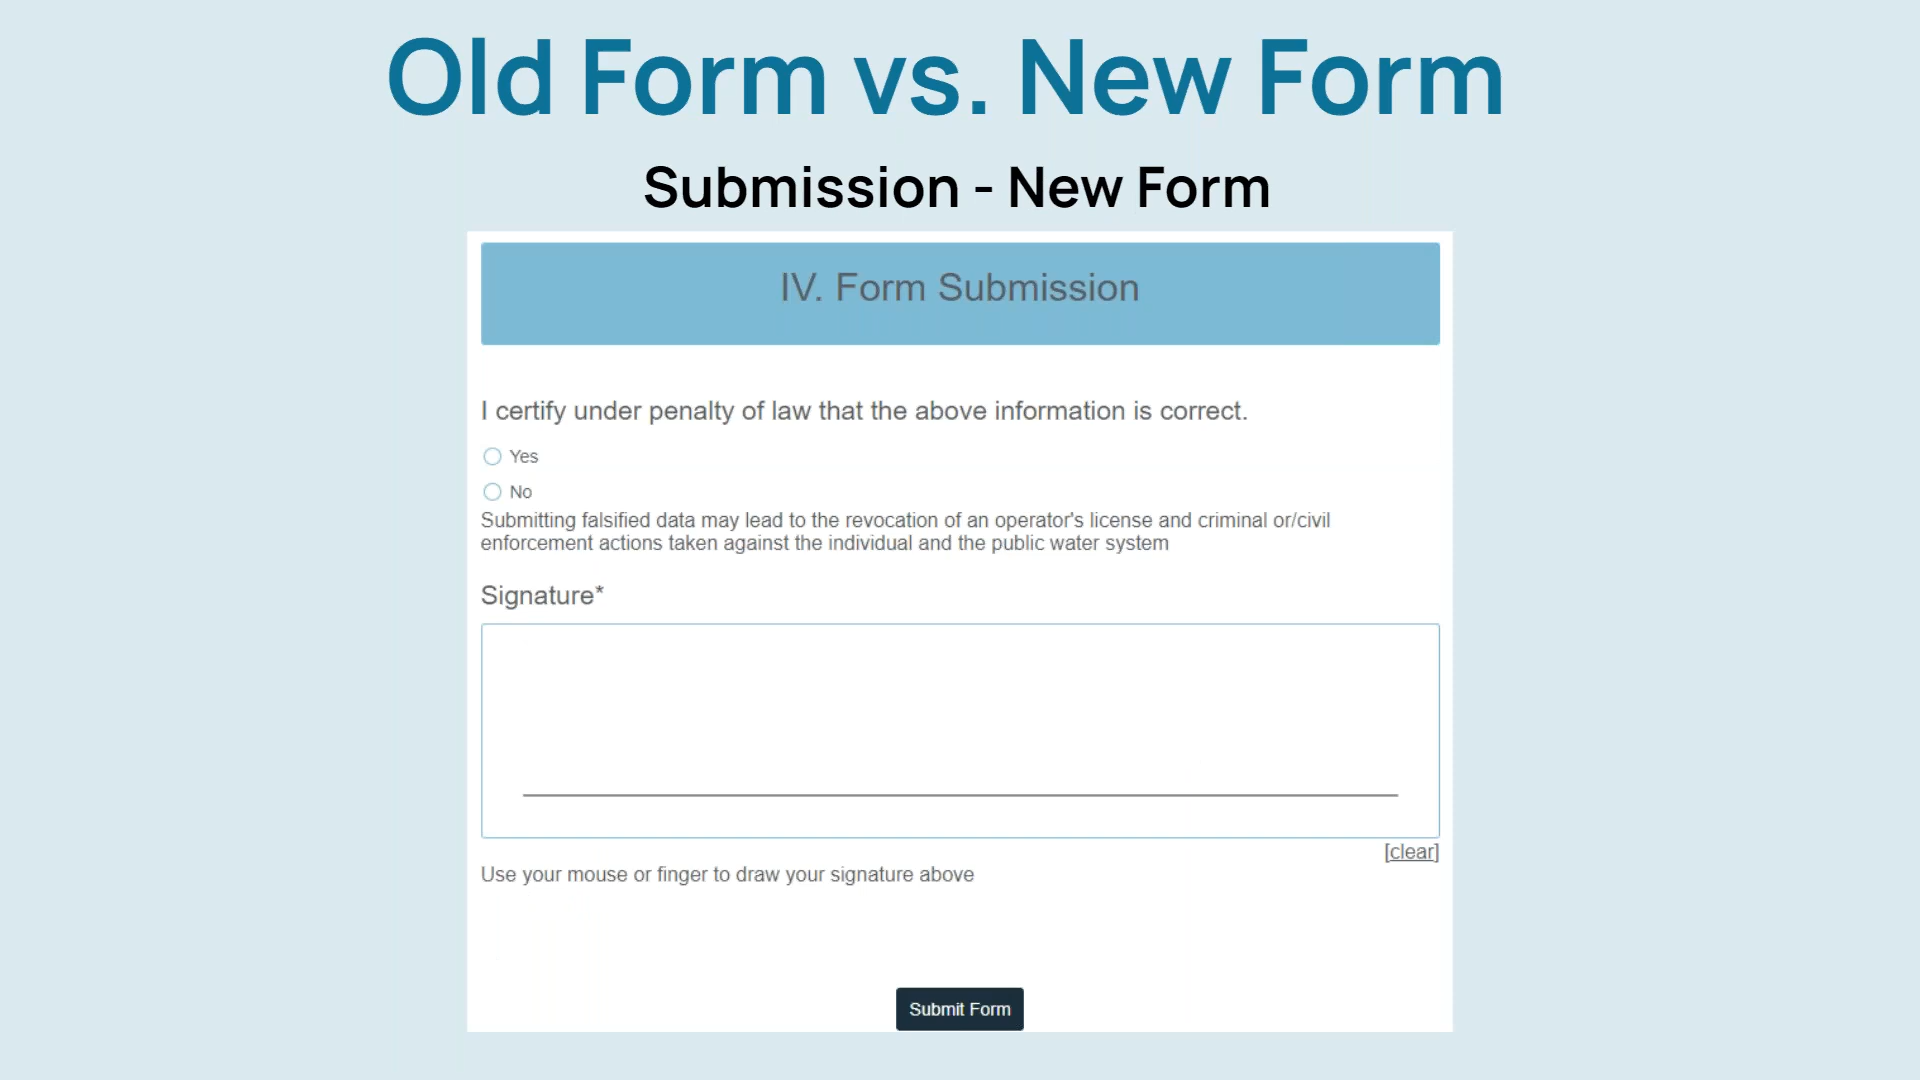 Old Form vs. New Form
Submission - New Form
IV. Form Submission
I certify under penalty of law that the above information is correct.
Yes
No
Submitting falsified data may lead to the revocation of an operator's license and criminal or/civil
enforcement actions taken against the individual and the public water system
Signature*
[clear]
Use your mouse or finger to draw your signature above
Submit Form